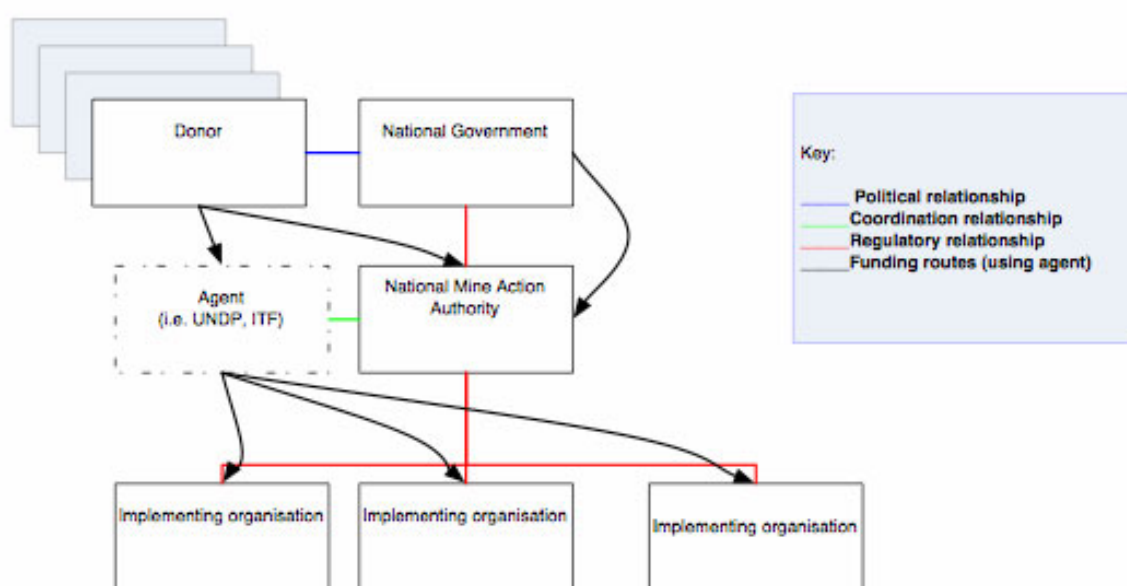 Donor
National Government
Key:
Political relationship
Coordination relationship
Regulatory relationship
Funding routes (using agent)
Agent
(i.e. UNDP, ITF)
National Mine Action
Authority
Implementing organisation
Implementing organisation
Implementing organisation